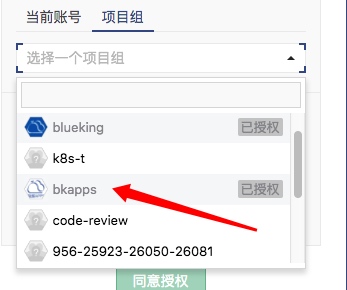 当前账号 项目组
选择一个项目组
blueking 已授权
k8s-t
bkapps 已授权
code-review
956-25923-26050-26081
同意授权